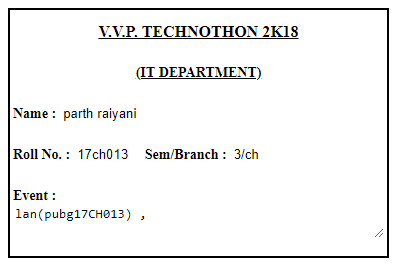 V.V.P. TECHNOTHON 2K18
(IT DEPARTMENT)
Name : parth raiyani
Roll No. : 17ch013 Sem/Branch : 3/ch
Event :
lan(pubg17CH013) ,